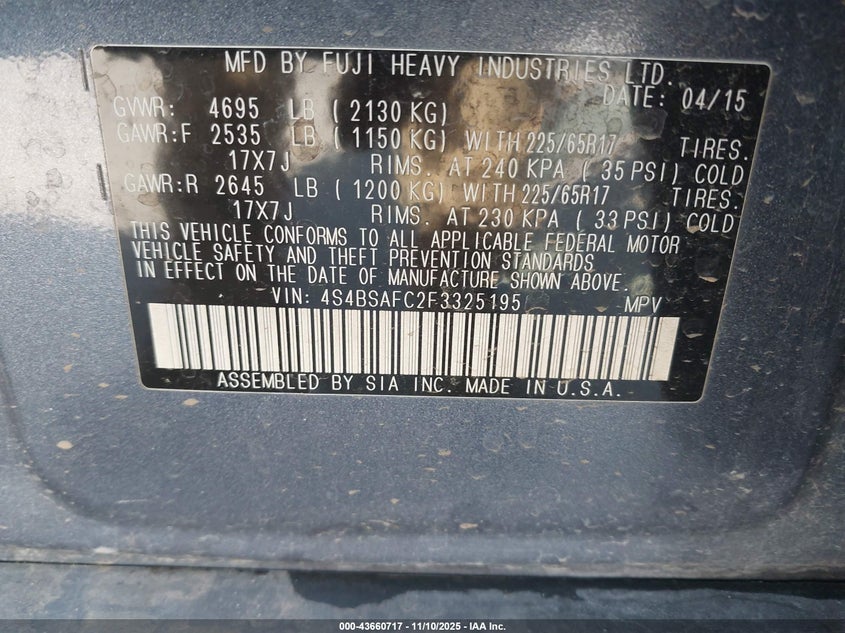 MFD BY FUJI HEAVY INDUSTRIES LTD.
DATE: 04/15
GVWR: 4695 LB ( 2130 KG)
GAWR:F 2535 LB ( 1150 KG) WITH 225/65R17 TIRES.
17X7J RIMS. AT 240 KPA ( 35 PSI) COLD
GAWR:R 2645 LB ( 1200 KG) WITH 225/65R17 TIRES.
17X7J RIMS. AT 230 KPA ( 33 PSI) COLD
THIS VEHICLE CONFORMS TO ALL APPLICABLE FEDERAL MOTOR
VEHICLE SAFETY AND THEFT PREVENTION STANDARDS
IN EFFECT ON THE DATE OF MANUFACTURE SHOWN ABOVE.
VIN: 4S4BSAFC2F3325195 MPV
ASSEMBLED BY SIA INC. MADE IN U.S.A.
000-43660717 - 11/10/2025 - IAA Inc.